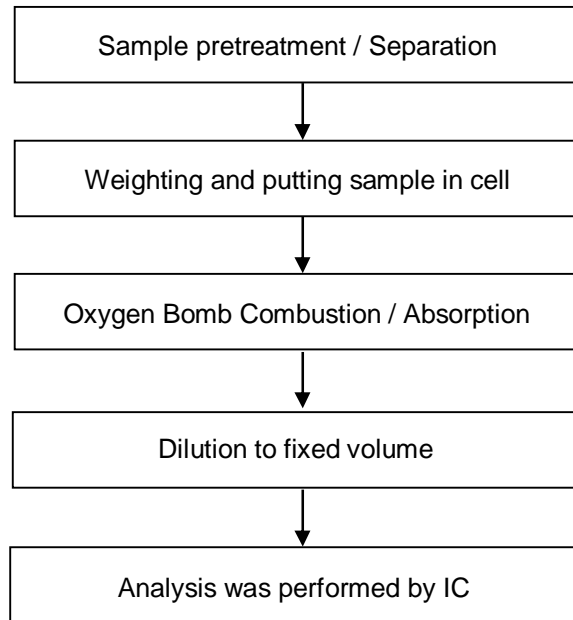 Sample pretreatment / Separation
Weighting and putting sample in cell
Oxygen Bomb Combustion / Absorption
Dilution to fixed volume
Analysis was performed by IC